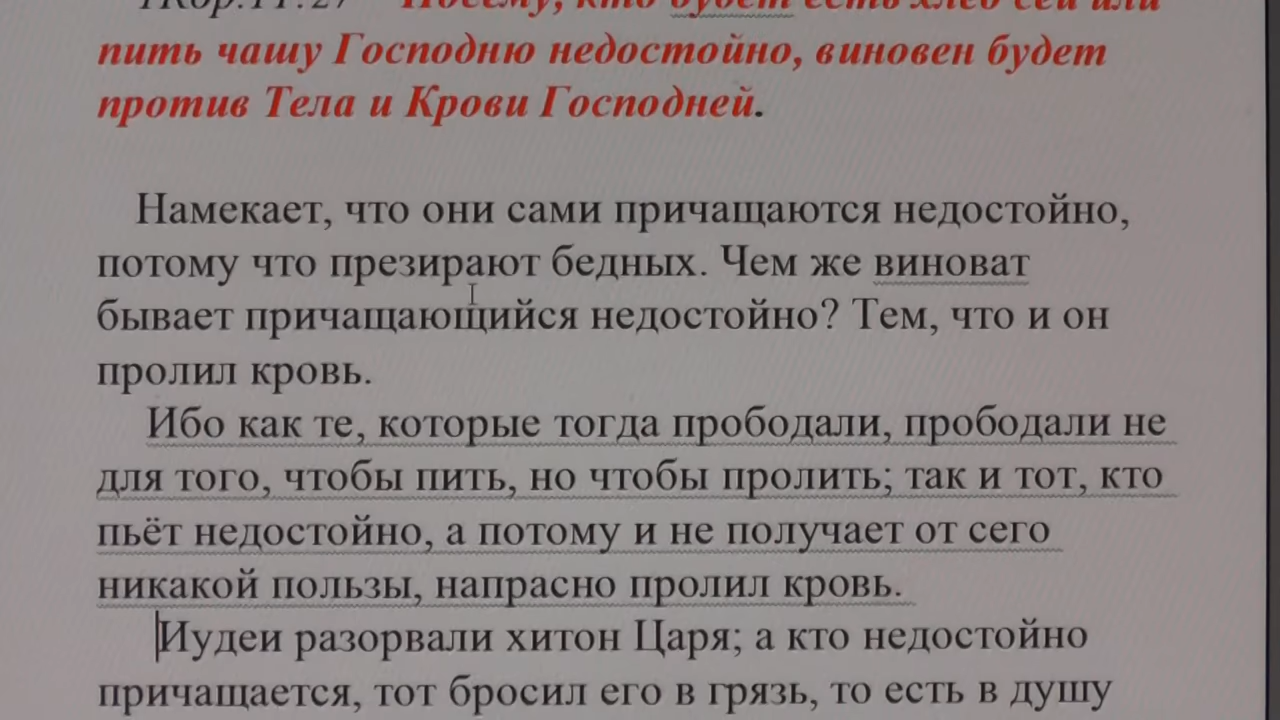 1Кор.11:27 Посему, кто будет есть хлеб сей или
пить чашу Господню недостойно, виновен будет
против Тела и Крови Господней.
Намекает, что они сами причащаются недостойно,
потому что презирают бедных. Чем же виноват
бывает причащающийся недостойно? Тем, что и он
пролил кровь.
Ибо как те, которые тогда прободали, прободали не
для того, чтобы пить, но чтобы пролить; так и тот, кто
пьёт недостойно, а потому и не получает от сего
никакой пользы, напрасно пролил кровь.
Иудеи разорвали хитон Царя; а кто недостойно
причащается, тот бросил его в грязь, то есть в душу